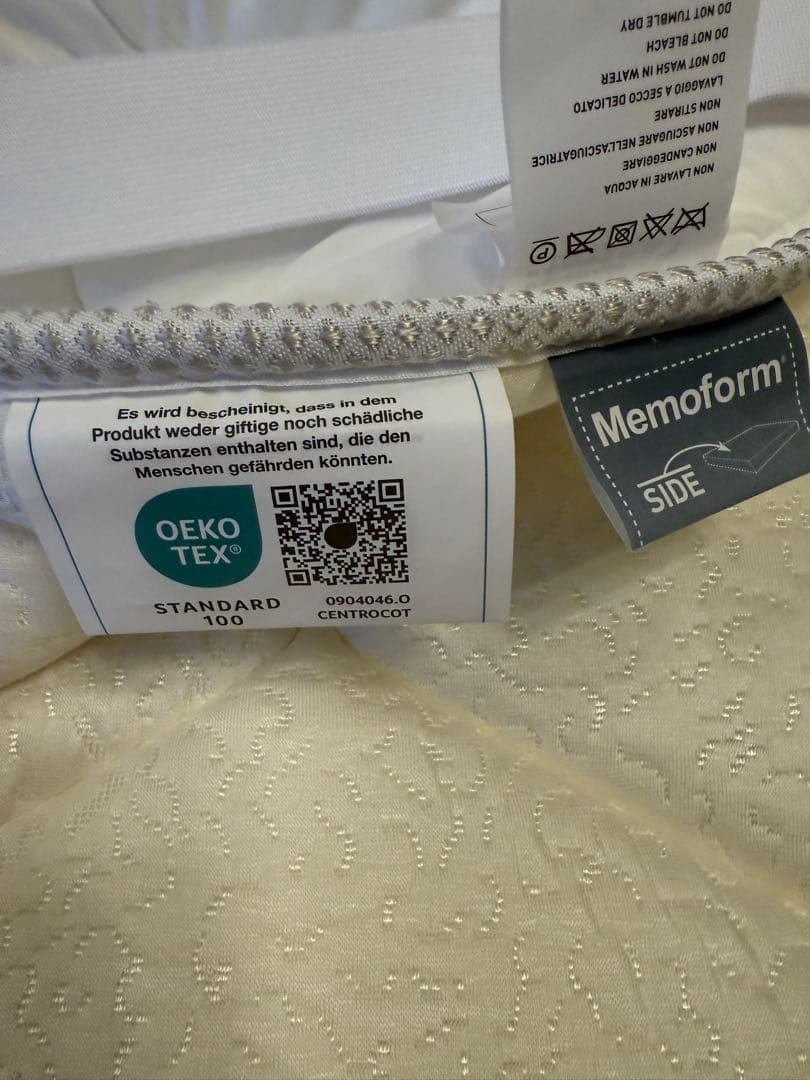 DO NOT TUMBLE DRY
DO NOT BLEACH
DO NOT WASH IN WATER
LAVAGGIO A SECCO DELICATO
NON STIRARE
NON ASCIUGARE NELL'ASCIUGATRICE
NON CANDEGGIARE
NON LAVARE IN ACQUA
P
Es wird bescheinigt, dass in dem
Produkt weder giftige noch schädliche
Substanzen enthalten sind, die den
Menschen gefährden könnten.
OEKO
TEX®
STANDARD
100
0904046.O
CENTROCOT
Memoform®
SIDE